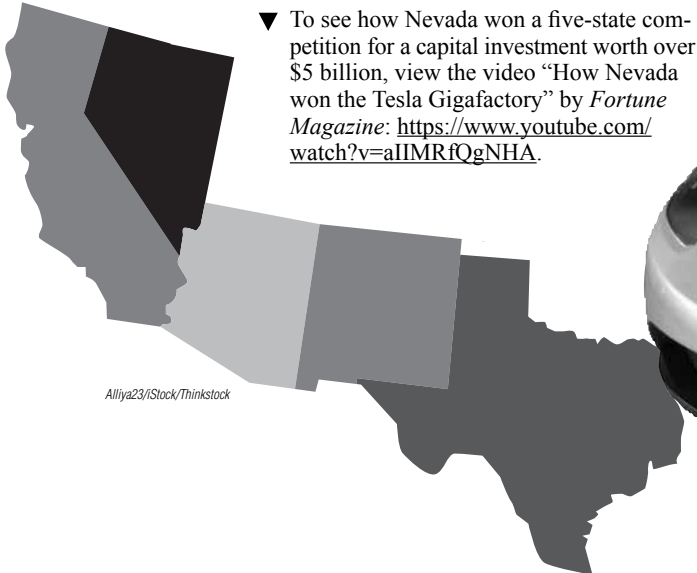 ▼ To see how Nevada won a five-state com-
petition for a capital investment worth over
$5 billion, view the video “How Nevada
won the Tesla Gigafactory” by Fortune
Magazine: https://www.youtube.com/
watch?v=aIIMRfQgNHA.
Alliya23/iStock/Thinkstock